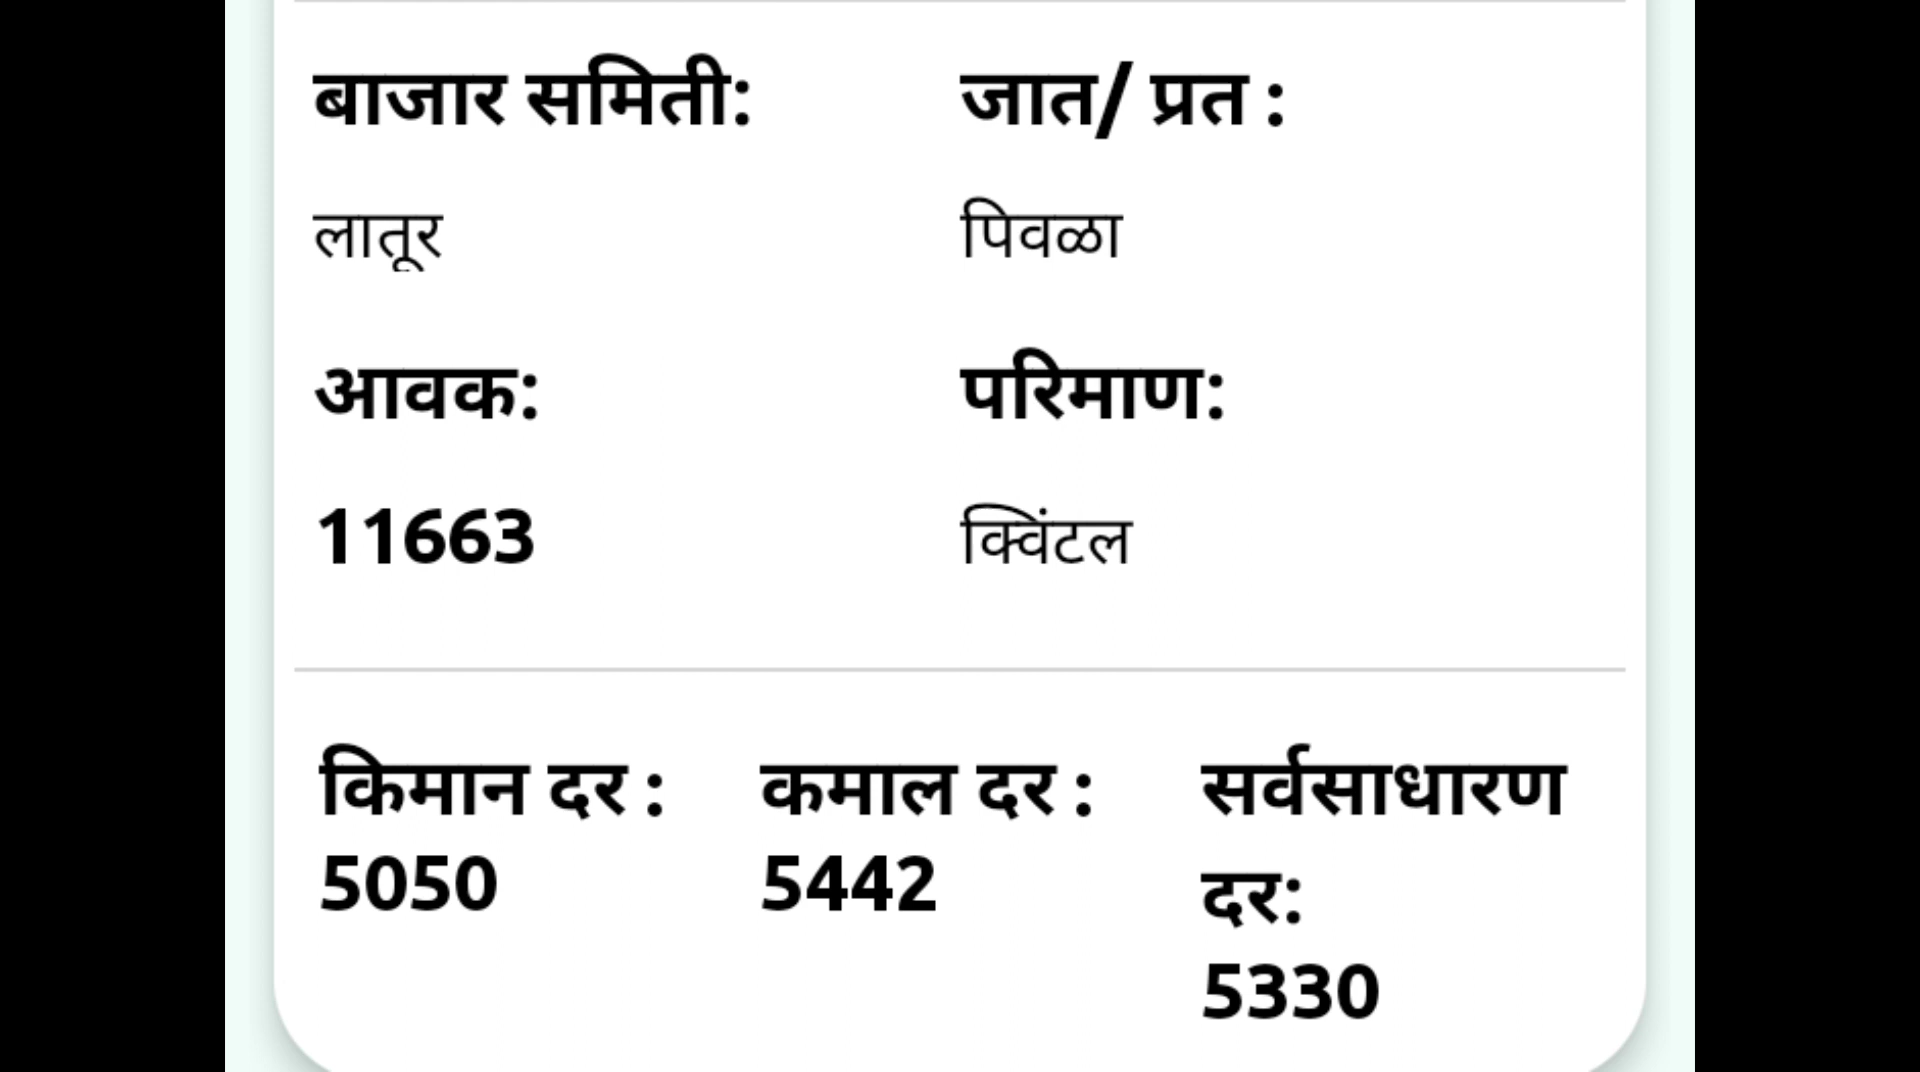 बाजार समिती: जात/ प्रत :
लातूर पिवळा
आवक: परिमाण:
11663 क्विंटल
किमान दर : कमाल दर : सर्वसाधारण
5050 5442 दर:
5330